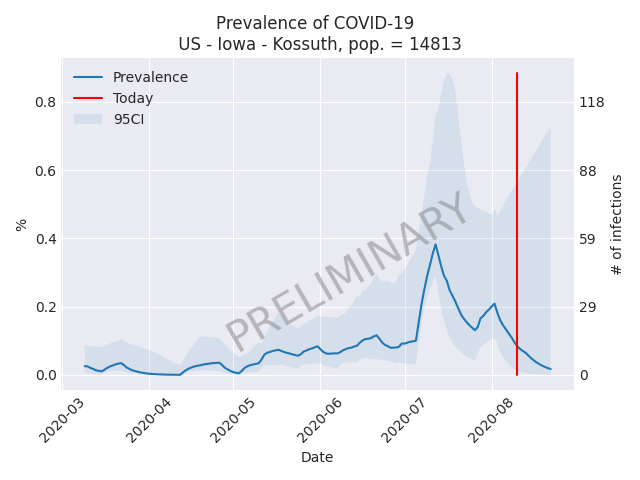 Prevalence of COVID-19
US - Iowa - Kossuth, pop. = 14813
Prevalence
Today
95CI
0.8
0.6
0.4
0.2
0.0
%
118
88
59
29
0
# of infections
PRELIMINARY
2020-03
2020-04
2020-05
2020-06
2020-07
2020-08
Date